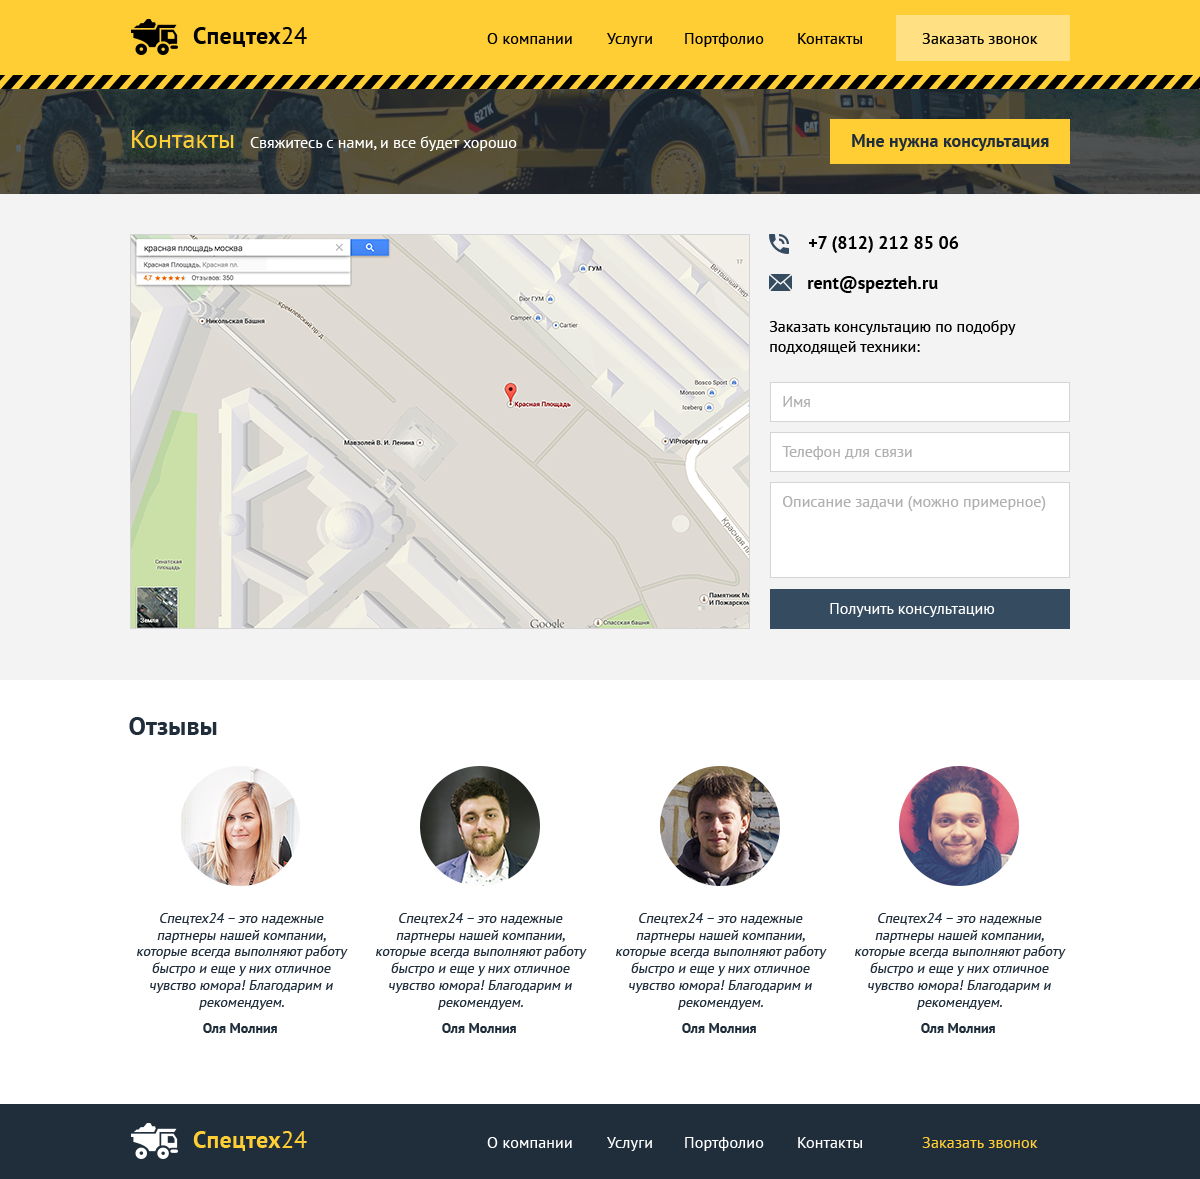 Спецтех24
О компании
Услуги
Портфолио
Контакты
Заказать звонок
627K
CAT
Контакты
Свяжитесь с нами, и все будет хорошо
Мне нужна консультация
красная площадь москва
Красная Площадь, Красная пл.
4,7 ★★★★★ Отзывов: 350
17
Ветошный пер
ГУМ
Dior ГУМ
Camper
Cartier
Кремлевский пр-д
Никольская Башня
Bosco Sport
Monsoon
Iceberg
Красная Площадь
Мавзолей В. И. Ленина
VIProperty.ru
Красная п
Сенатская
площадь
Памятник Ми
И Пожарском
Земля
Google
Спасская башня
+7 (812) 212 85 06
rent@spezteh.ru
Заказать консультацию по подобру
подходящей техники:
Имя
Телефон для связи
Описание задачи (можно примерное)
Получить консультацию
Отзывы
Спецтех24 – это надежные
партнеры нашей компании,
которые всегда выполняют работу
быстро и еще у них отличное
чувство юмора! Благодарим и
рекомендуем.
Оля Молния
Спецтех24 – это надежные
партнеры нашей компании,
которые всегда выполняют работу
быстро и еще у них отличное
чувство юмора! Благодарим и
рекомендуем.
Оля Молния
Спецтех24 – это надежные
партнеры нашей компании,
которые всегда выполняют работу
быстро и еще у них отличное
чувство юмора! Благодарим и
рекомендуем.
Оля Молния
Спецтех24 – это надежные
партнеры нашей компании,
которые всегда выполняют работу
быстро и еще у них отличное
чувство юмора! Благодарим и
рекомендуем.
Оля Молния
Спецтех24
О компании
Услуги
Портфолио
Контакты
Заказать звонок